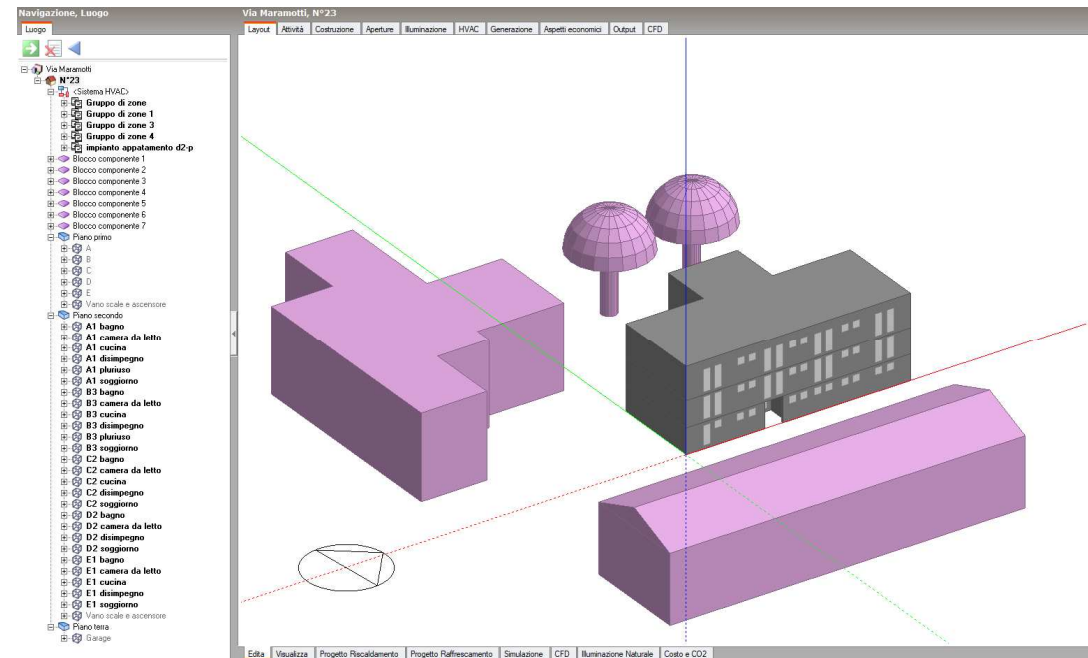 Navigazione, Luogo
Via Maramotti, N°23
Luogo
Layout Attività Costruzione Aperture Illuminazione HVAC Generazione Aspetti economici Output CFD
Via Maramotti
N°23
<Sistema HVAC>
Gruppo di zone
Gruppo di zone 1
Gruppo di zone 3
Gruppo di zone 4
impianto appatamento d2-p
Blocco componente 1
Blocco componente 2
Blocco componente 3
Blocco componente 4
Blocco componente 5
Blocco componente 6
Blocco componente 7
Piano primo
A
B
C
D
E
Vano scale e ascensore
Piano secondo
A1 bagno
A1 camera da letto
A1 cucina
A1 disimpegno
A1 pluriuso
A1 soggiorno
B3 bagno
B3 camera da letto
B3 cucina
B3 disimpegno
B3 pluriuso
B3 soggiorno
C2 bagno
C2 camera da letto
C2 cucina
C2 disimpegno
C2 soggiorno
D2 bagno
D2 camera da letto
D2 disimpegno
D2 soggiorno
E1 bagno
E1 camera da letto
E1 cucina
E1 disimpegno
E1 soggiorno
Vano scale e ascensore
Piano terra
Garage
Edita Visualizza Progetto Riscaldamento Progetto Raffrescamento Simulazione CFD Illuminazione Naturale Costo e CO2